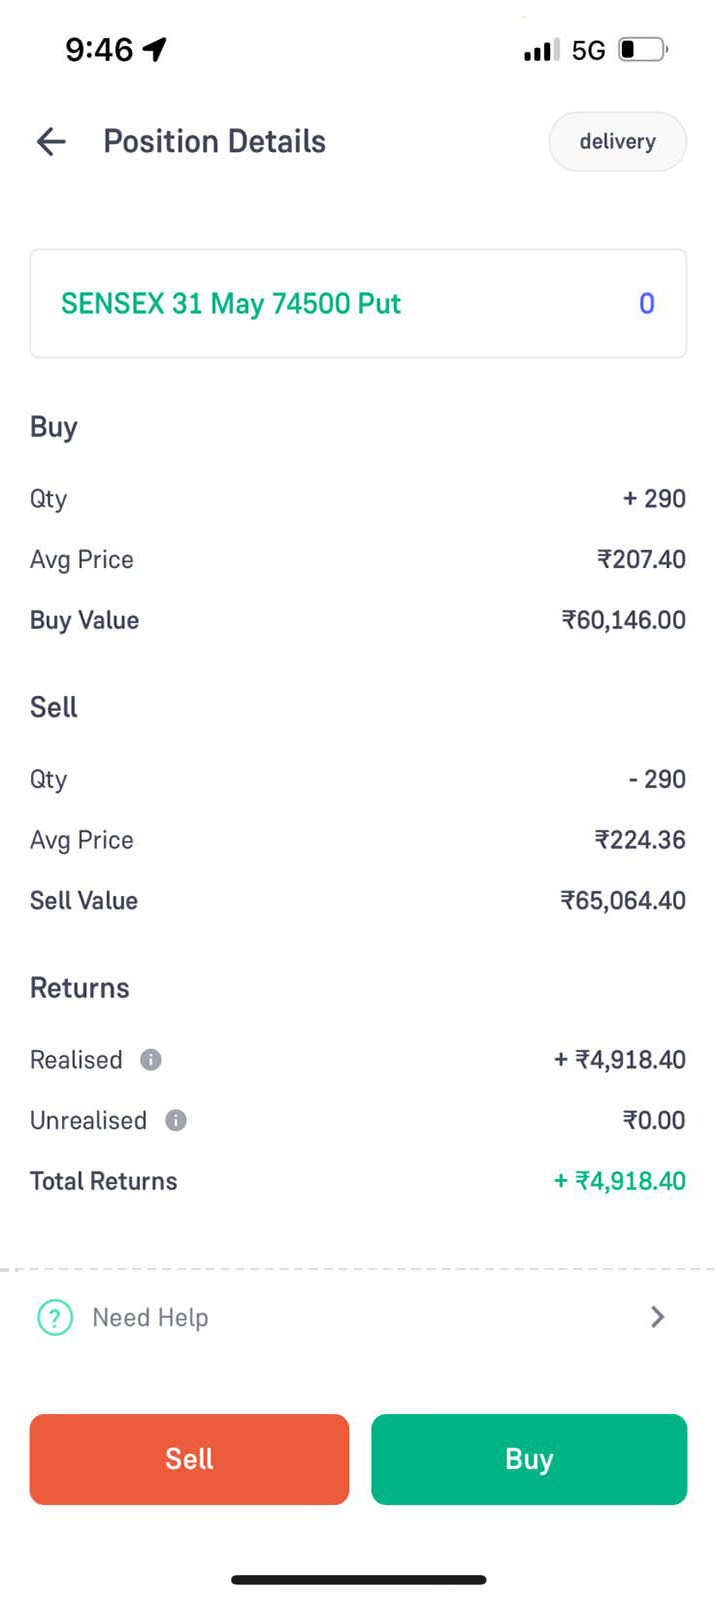 9:46 5G
Position Details delivery
SENSEX 31 May 74500 Put 0
Buy
Qty + 290
Avg Price ₹207.40
Buy Value ₹60,146.00
Sell
Qty - 290
Avg Price ₹224.36
Sell Value ₹65,064.40
Returns
Realised i + ₹4,918.40
Unrealised i ₹0.00
Total Returns + ₹4,918.40
? Need Help
Sell Buy